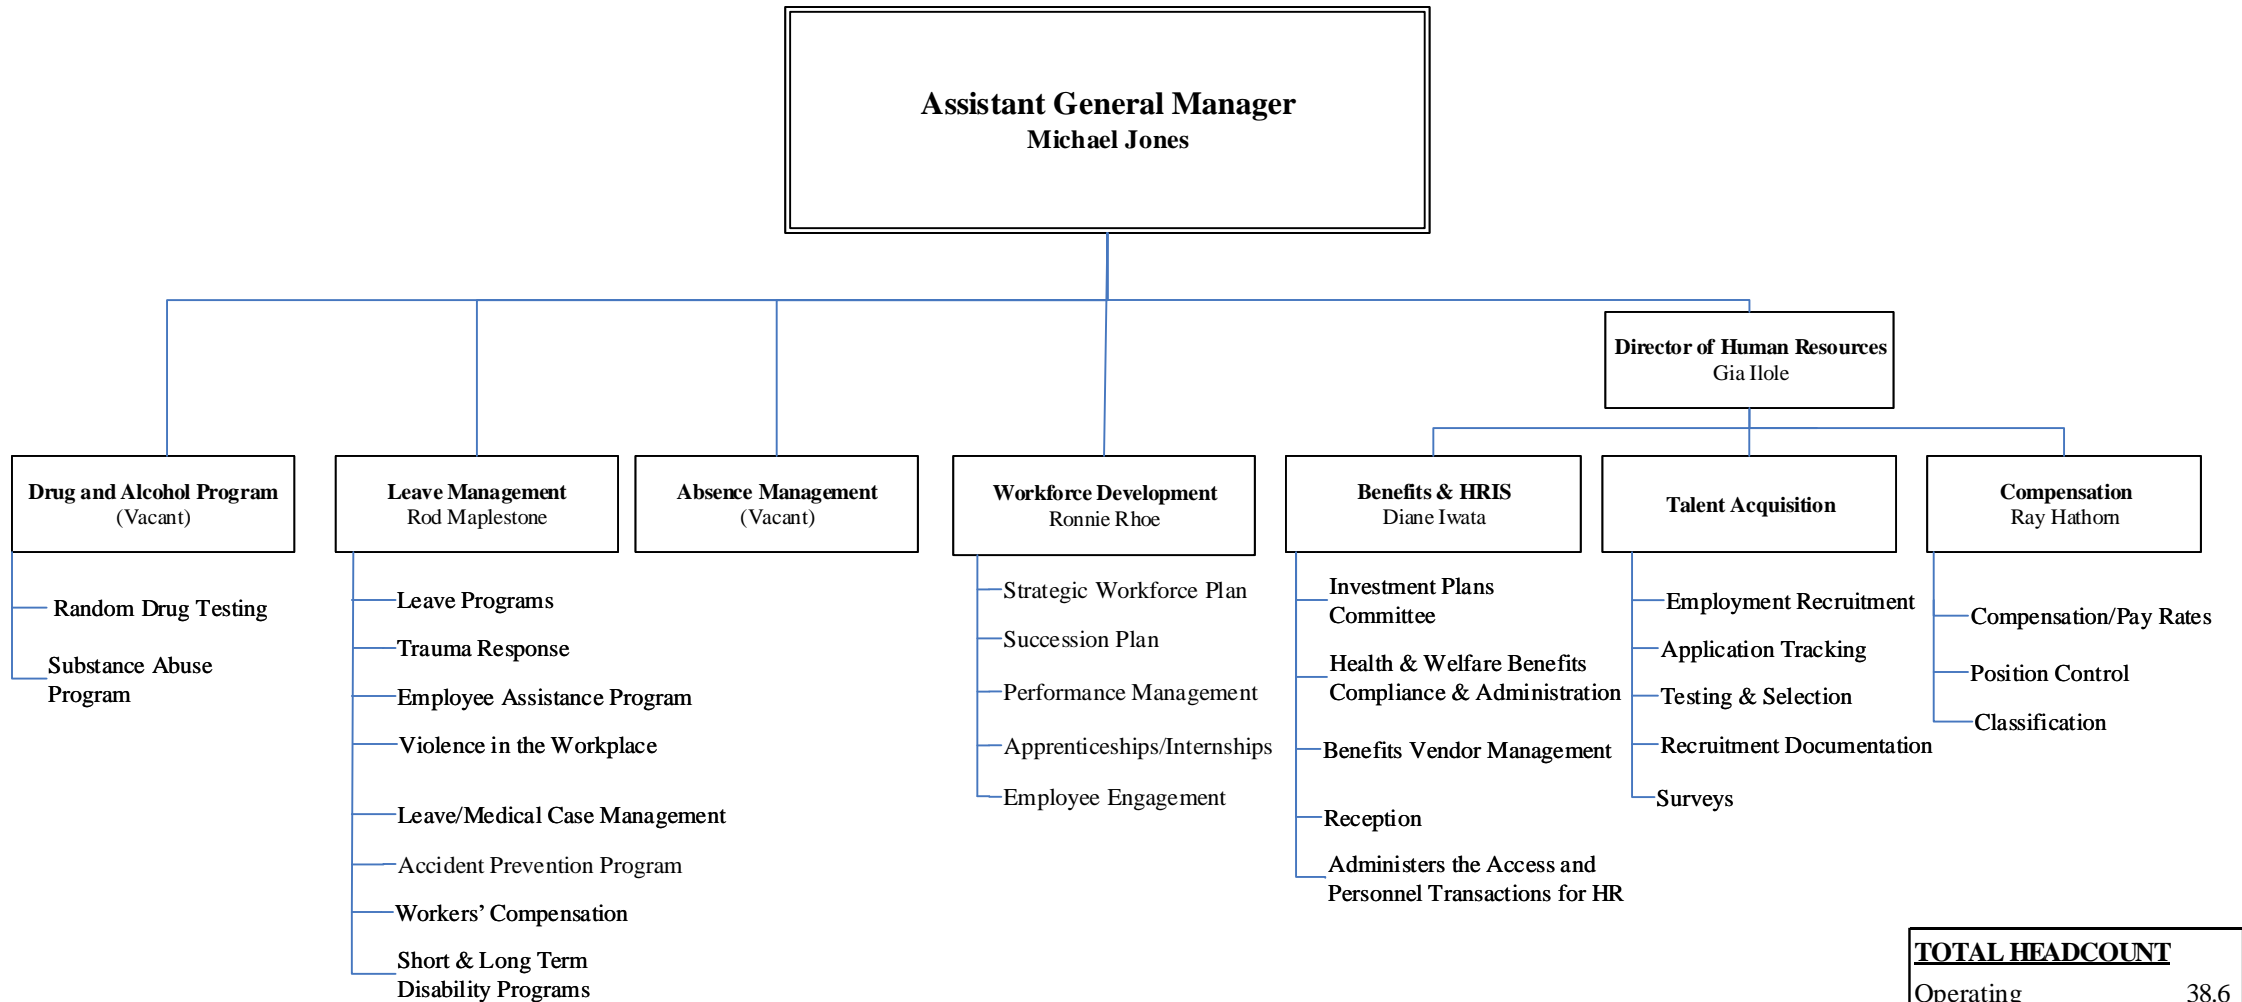 Assistant General Manager
Michael Jones
Director of Human Resources
Gia Ilole
Drug and Alcohol Program
(Vacant)
Random Drug Testing
Substance Abuse
Program
Leave Management
Rod Maplestone
Leave Programs
Trauma Response
Employee Assistance Program
Violence in the Workplace
Leave/Medical Case Management
Accident Prevention Program
Workers’ Compensation
Short & Long Term
Disability Programs
Absence Management
(Vacant)
Workforce Development
Ronnie Rhoe
Strategic Workforce Plan
Succession Plan
Performance Management
Apprenticeships/Internships
Employee Engagement
Benefits & HRIS
Diane Iwata
Investment Plans
Committee
Health & Welfare Benefits
Compliance & Administration
Benefits Vendor Management
Reception
Administers the Access and
Personnel Transactions for HR
Talent Acquisition
Employment Recruitment
Application Tracking
Testing & Selection
Recruitment Documentation
Surveys
Compensation
Ray Hathorn
Compensation/Pay Rates
Position Control
Classification
TOTAL HEADCOUNT
Operating 38.6